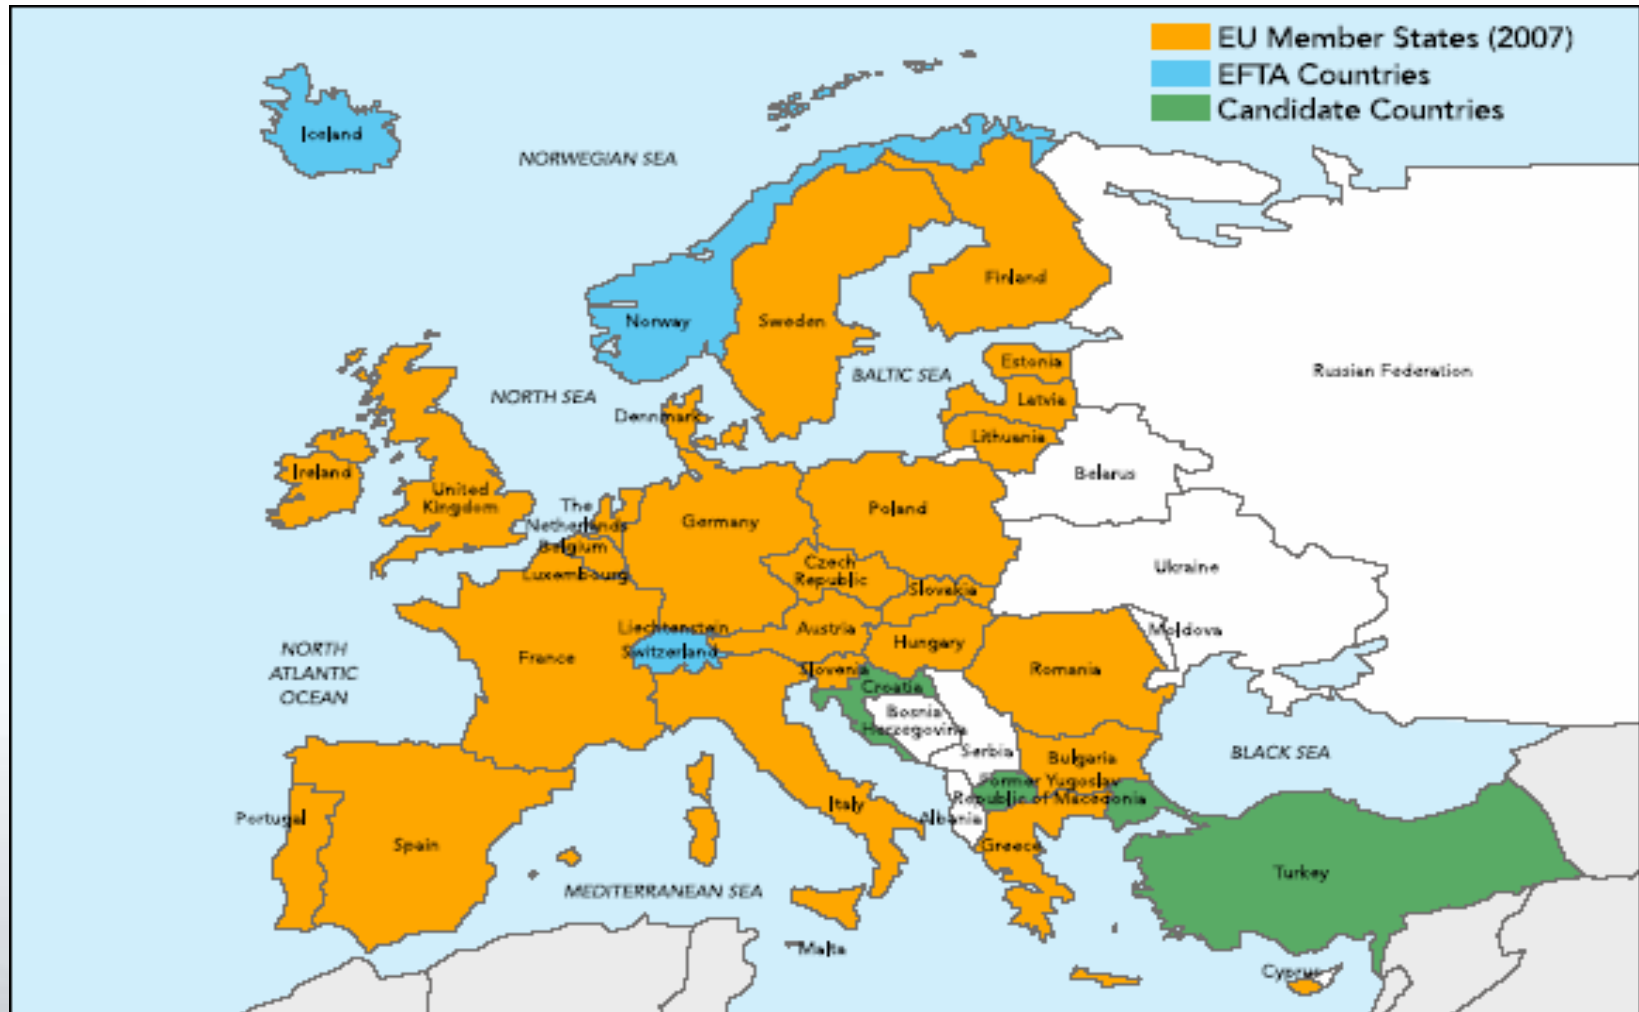 EU Member States (2007)
EFTA Countries
Candidate Countries
Iceland
NORWEGIAN SEA
Finland
Norway
Sweden
Estonia
Russian Federation
BALTIC SEA
NORTH SEA
Latvia
Dennmark
Lithuania
Ireland
Belarus
United
Kingdom
The
Netherlands
Germany
Poland
Belgium
Luxembourg
Czech
Republic
Slovakia
Ukraine
Liechtenstein
Switzerland
Austria
Hungary
Moldova
NORTH
ATLANTIC
OCEAN
France
Slovenia
Romania
Croatia
Bosnia
Herzegovina
Serbia
Bulgaria
BLACK SEA
Former Yugoslav
Republic of Macedonia
Italy
Albania
Portugal
Spain
Greece
Turkey
MEDITERRANEAN SEA
Malta
Cyprus